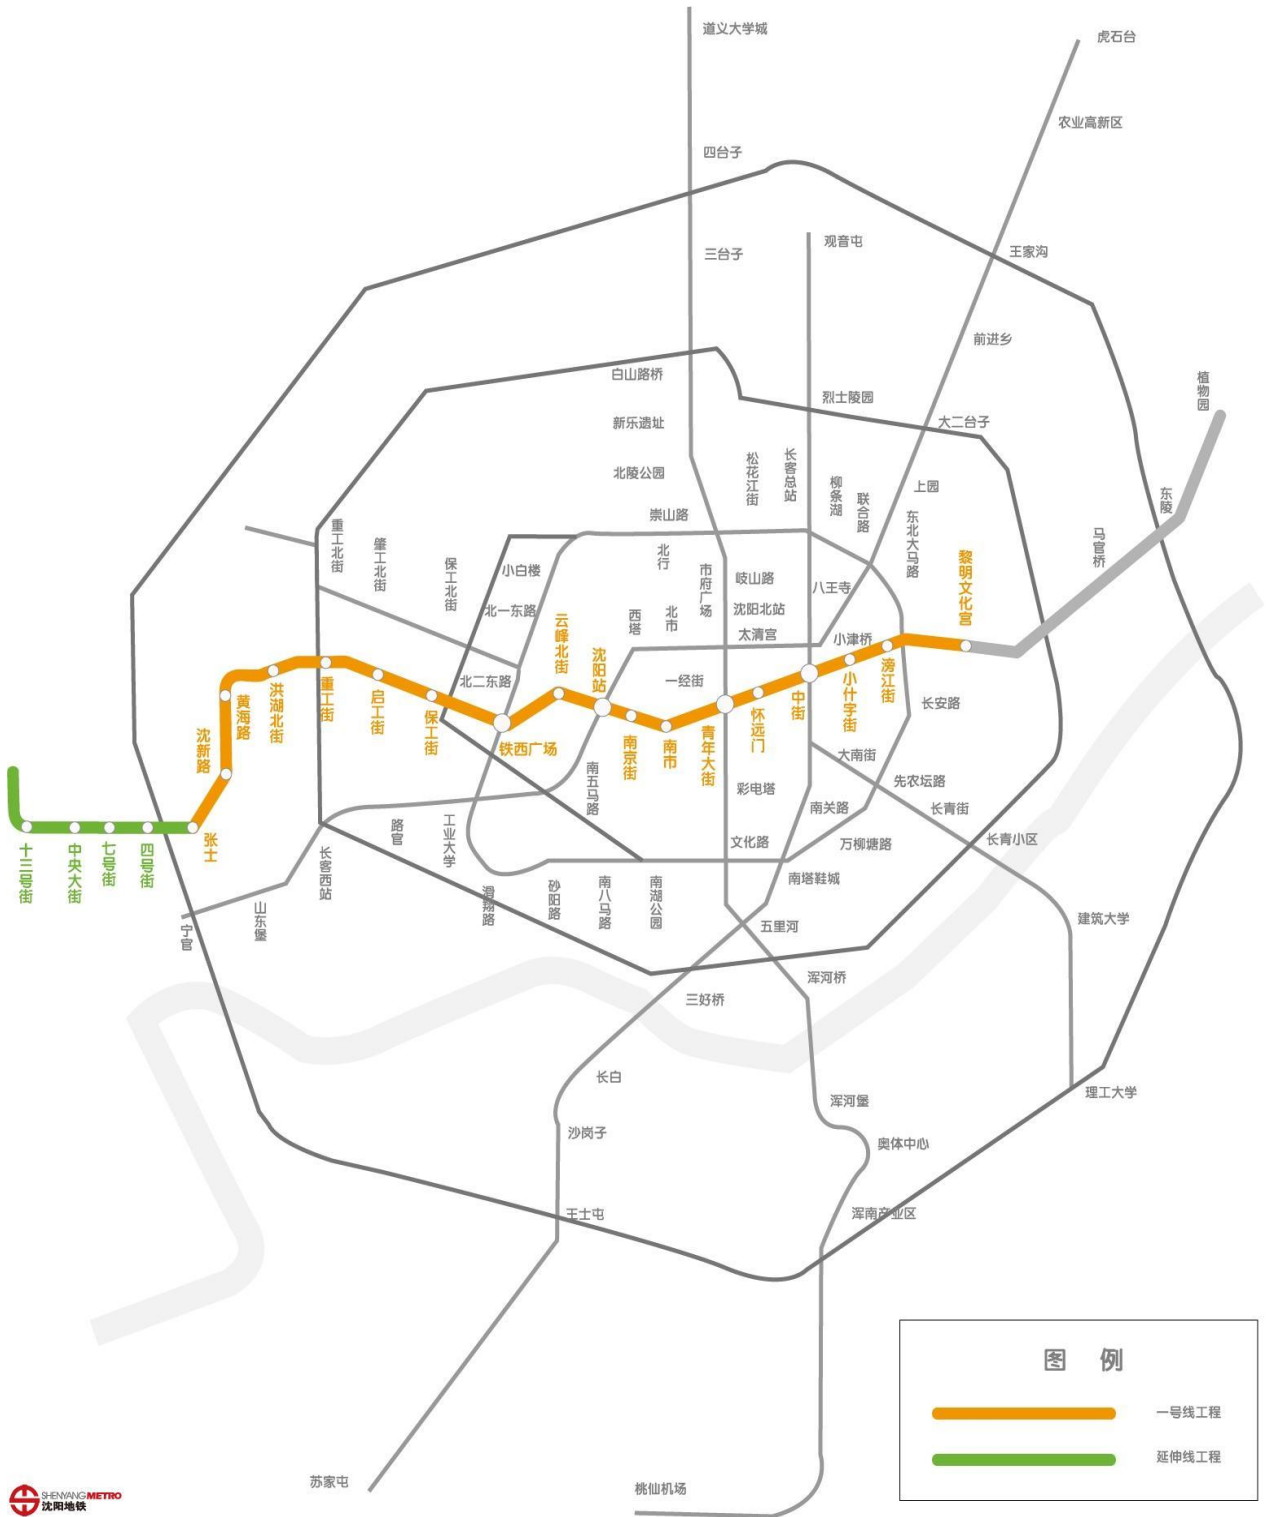 道义大学城
虎石台
农业高新区
四台子
观音屯
王家沟
三台子
前进乡
白山路桥
植物园
烈士陵园
新乐遗址
大二台子
北陵公园
松花江街
长客总站
柳条湖
联合路
上园
东陵
崇山路
重工北街
肇工北街
保工北街
小白楼
北行
市府广场
岐山路
八王寺
东北大马路
黎明文化宫
马官桥
北一东路
云峰北街
西塔
北市
沈阳北站
太清宫
小津桥
沈阳站
北二东路
一经街
滂江街
小什字街
中街
怀远门
青年大街
南市
南京街
铁西广场
保工街
启工街
重工街
洪湖北街
黄海路
沈新路
长安路
大南街
先农坛路
彩电塔
南五马路
南关路
长青街
张士
四号街
七号街
中央大街
十三号街
路官
工业大学
文化路
万柳塘路
长青小区
长客西站
滑翔路
砂阳路
南八马路
南湖公园
南塔鞋城
山东堡
宁官
五里河
建筑大学
浑河桥
三好桥
长白
浑河堡
理工大学
沙岗子
奥体中心
王士屯
浑南产业区
图 例
一号线工程
延伸线工程
苏家屯
桃仙机场
SHENYANG METRO
沈阳地铁